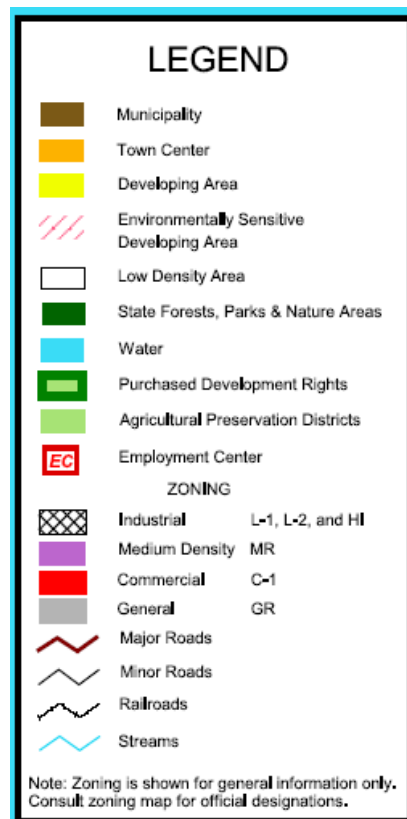 LEGEND
Municipality
Town Center
Developing Area
Environmentally Sensitive
Developing Area
Low Density Area
State Forests, Parks & Nature Areas
Water
Purchased Development Rights
Agricultural Preservation Districts
EC Employment Center
ZONING
Industrial L-1, L-2, and HI
Medium Density MR
Commercial C-1
General GR
Major Roads
Minor Roads
Railroads
Streams
Note: Zoning is shown for general information only.
Consult zoning map for official designations.